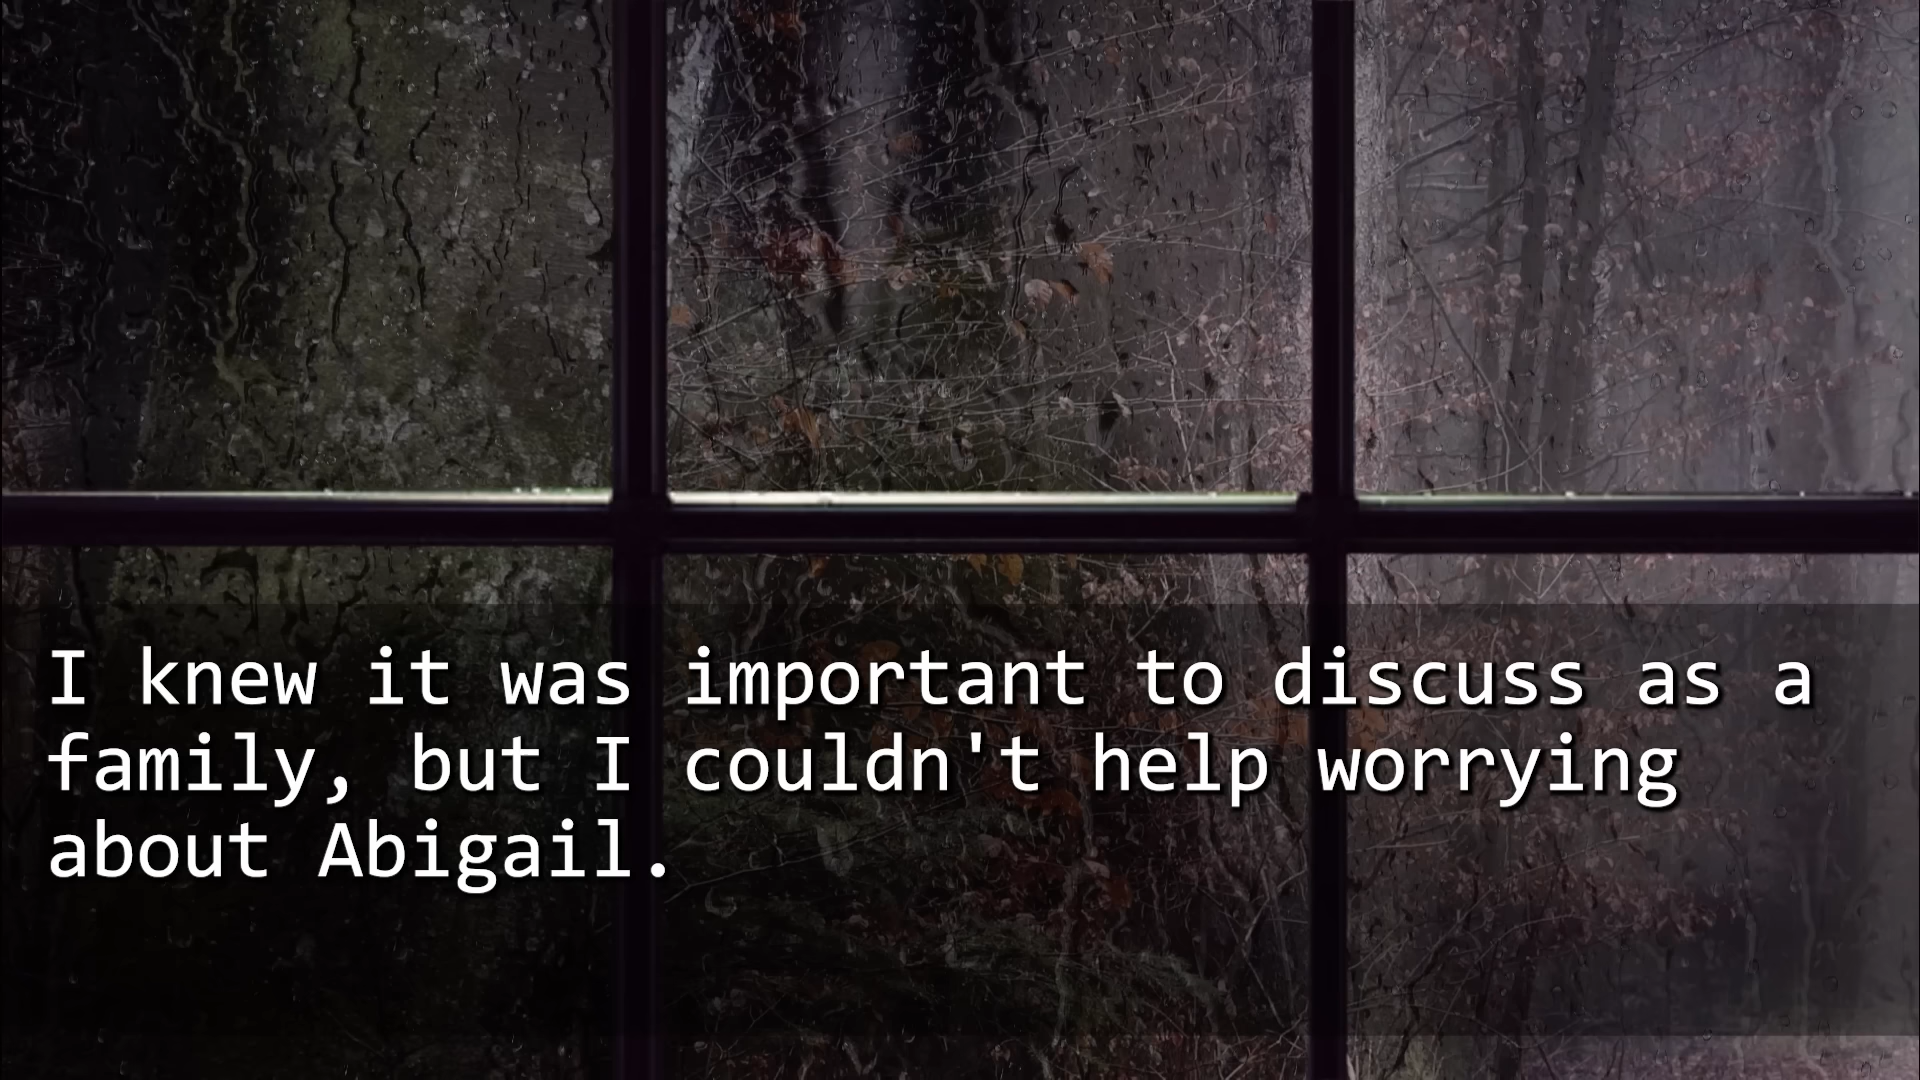 I knew it was important to discuss as a
family, but I couldn't help worrying
about Abigail.